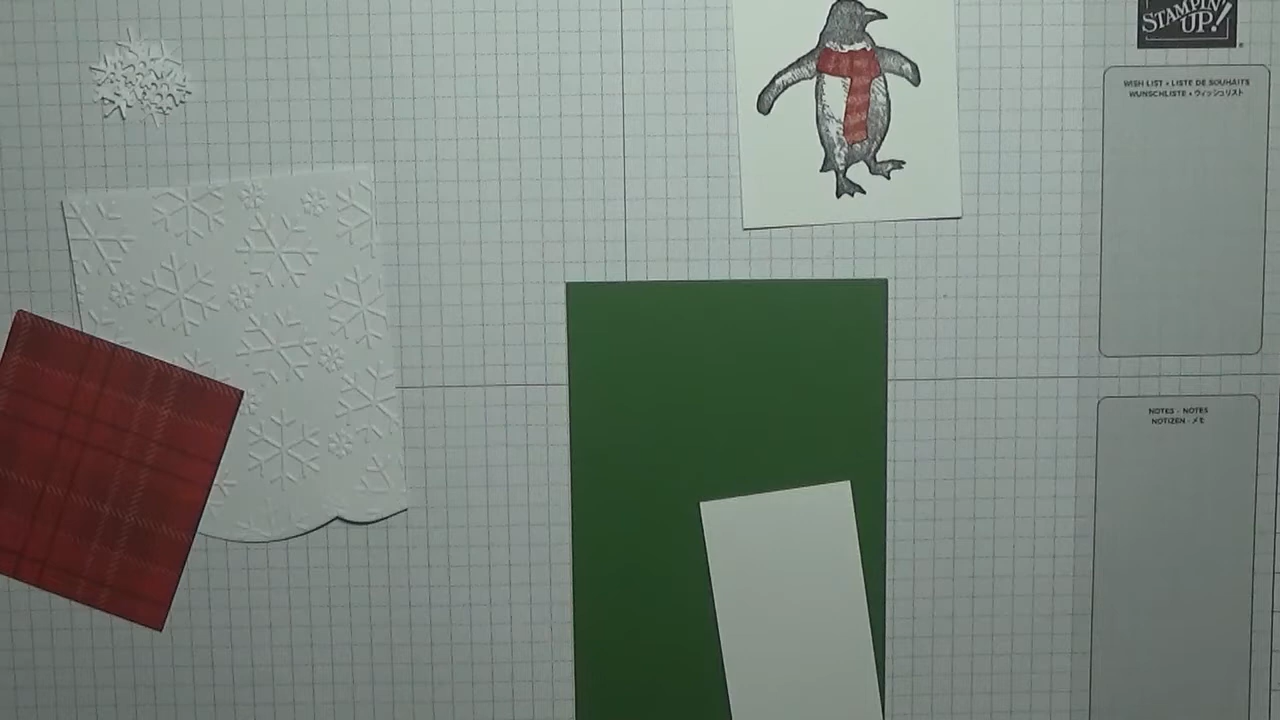 STAMPIN'
UP!
WISH LIST • LISTE DE SOUHAITS
WUNSCHLISTE • ウィッシュリスト
NOTES • NOTES
NOTIZEN • メモ